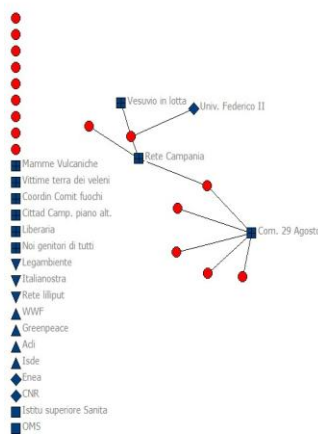 Vesuvio in lotta
Univ. Federico II
Rete Campania
Mamme Vulcaniche
Vittime terra dei veleni
Coordin Comit fuochi
Cittad Camp. piano alt.
Liberaria
Com. 29 Agosto
Noi genitori di tutti
Legambiente
Italianostra
Rete lilliput
WWF
Greenpeace
Acli
Isde
Enea
CNR
Istitu superiore Sanita
OMS